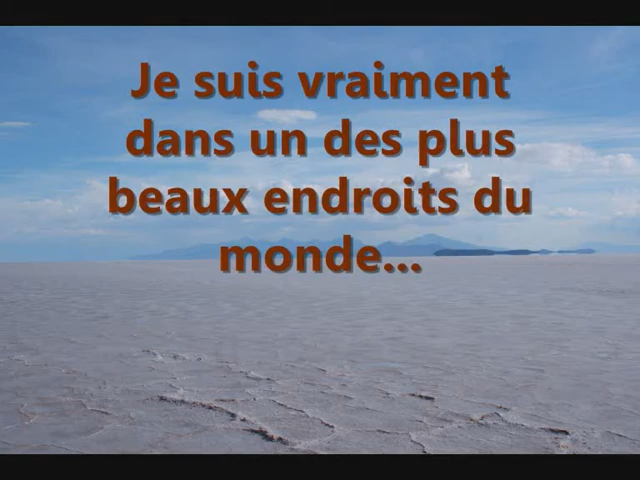 Je suis vraiment
dans un des plus
beaux endroits du
monde...